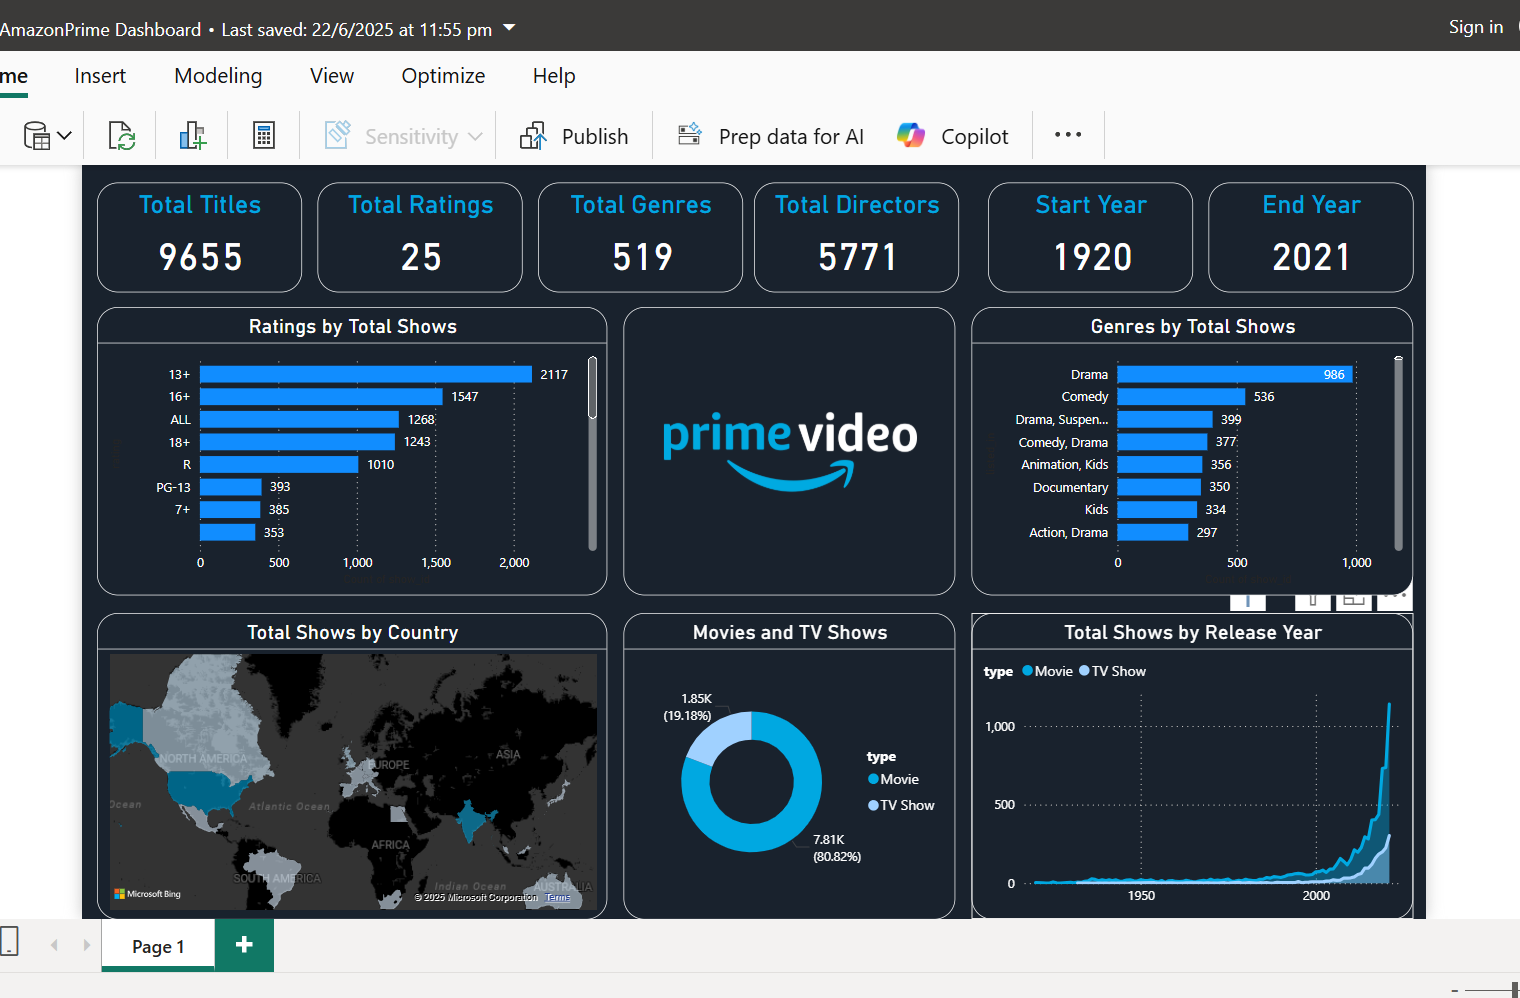 AmazonPrime Dashboard • Last saved: 22/6/2025 at 11:55 pm
Sign in
me Insert Modeling View Optimize Help
Sensitivity Publish Prep data for AI Copilot
Total Titles
9655
Total Ratings
25
Total Genres
519
Total Directors
5771
Start Year
1920
End Year
2021
Ratings by Total Shows
13+ 2117
16+ 1547
ALL 1268
18+ 1243
R 1010
PG-13 393
7+ 385
353
0 500 1,000 1,500 2,000
prime video
Genres by Total Shows
Drama 986
Comedy 536
Drama, Suspen... 399
Comedy, Drama 377
Animation, Kids 356
Documentary 350
Kids 334
Action, Drama 297
0 500 1,000
Total Shows by Country
NORTH AMERICA
EUROPE
ASIA
Ocean
Atlantic Ocean
AFRICA
SOUTH AMERICA
Indian Ocean
AUSTRALIA
Microsoft Bing
© 2025 Microsoft Corporation Terms
Movies and TV Shows
1.85K
(19.18%)
type
Movie
TV Show
7.81K
(80.82%)
Total Shows by Release Year
type Movie TV Show
1,000
500
0
1950 2000
Page 1